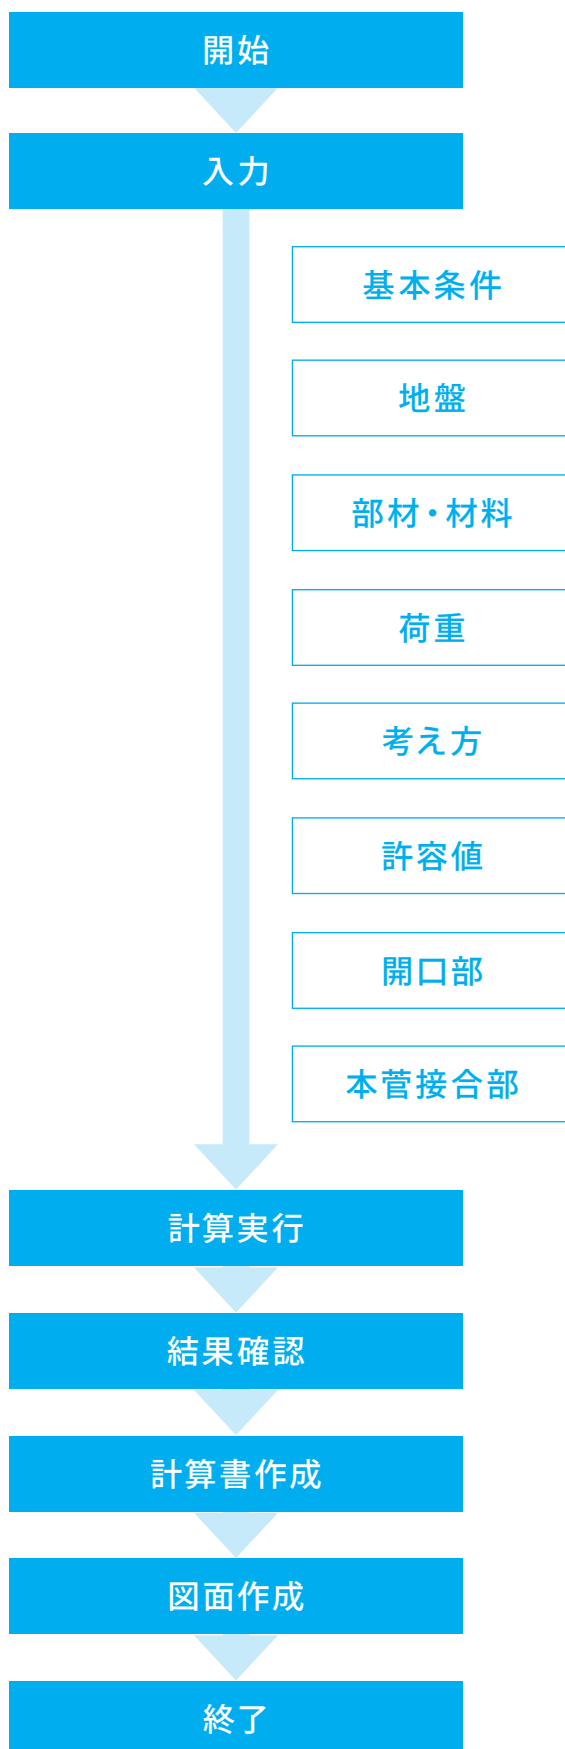 開始
入力
基本条件
地盤
部材・材料
荷重
考え方
許容値
開口部
本菅接合部
計算実行
結果確認
計算書作成
図面作成
終了